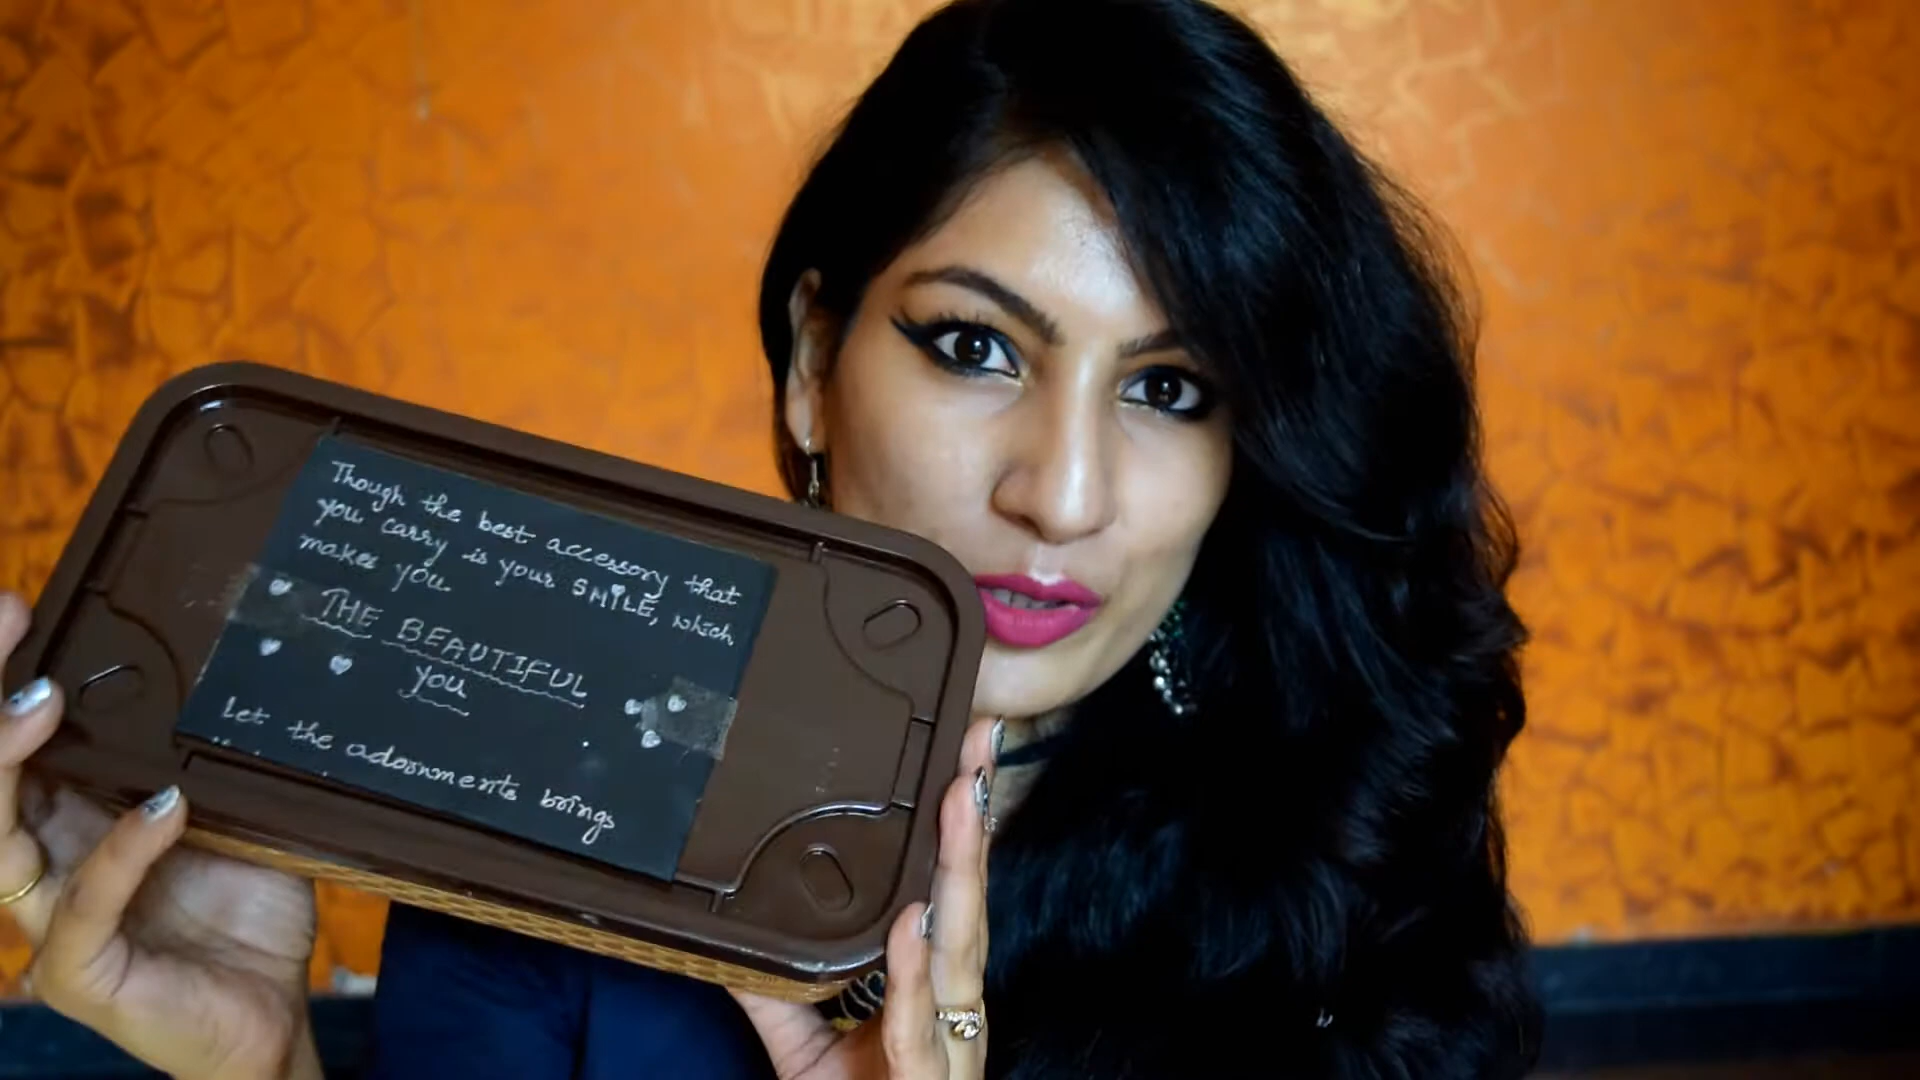 Though the best accessory that
you carry is your SMILE, which
makes you.
THE BEAUTIFUL
you
Let the adornments brings